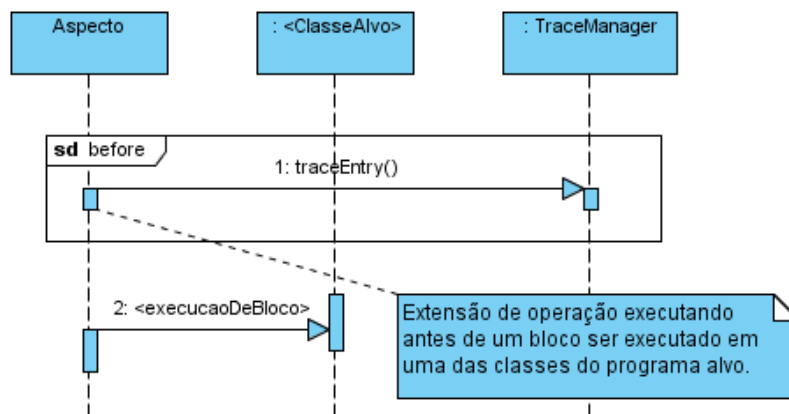 Aspecto
: <ClasseAlvo>
: TraceManager
sd before
1: traceEntry()
2: <execucaoDeBloco>
Extensão de operação executando
antes de um bloco ser executado em
uma das classes do programa alvo.